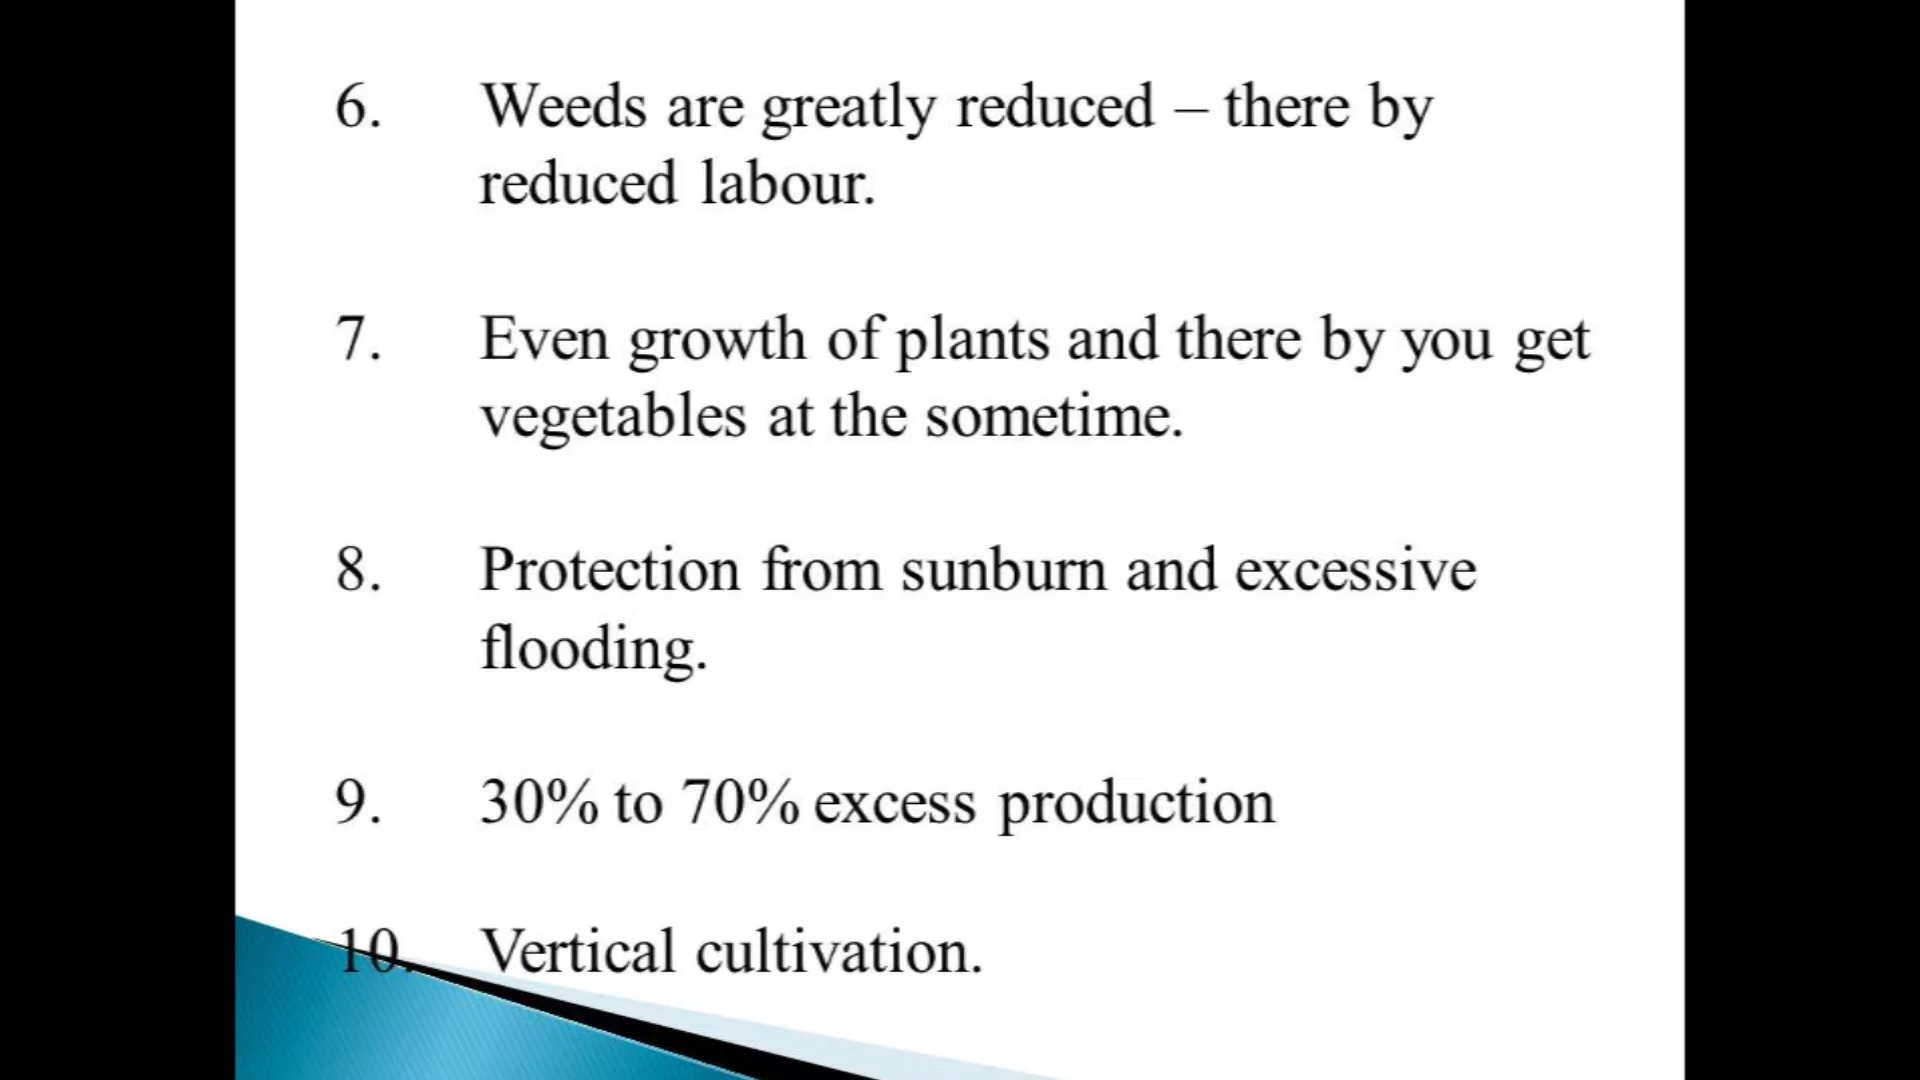 6. Weeds are greatly reduced – there by
reduced labour.
7. Even growth of plants and there by you get
vegetables at the sometime.
8. Protection from sunburn and excessive
flooding.
9. 30% to 70% excess production
10. Vertical cultivation.